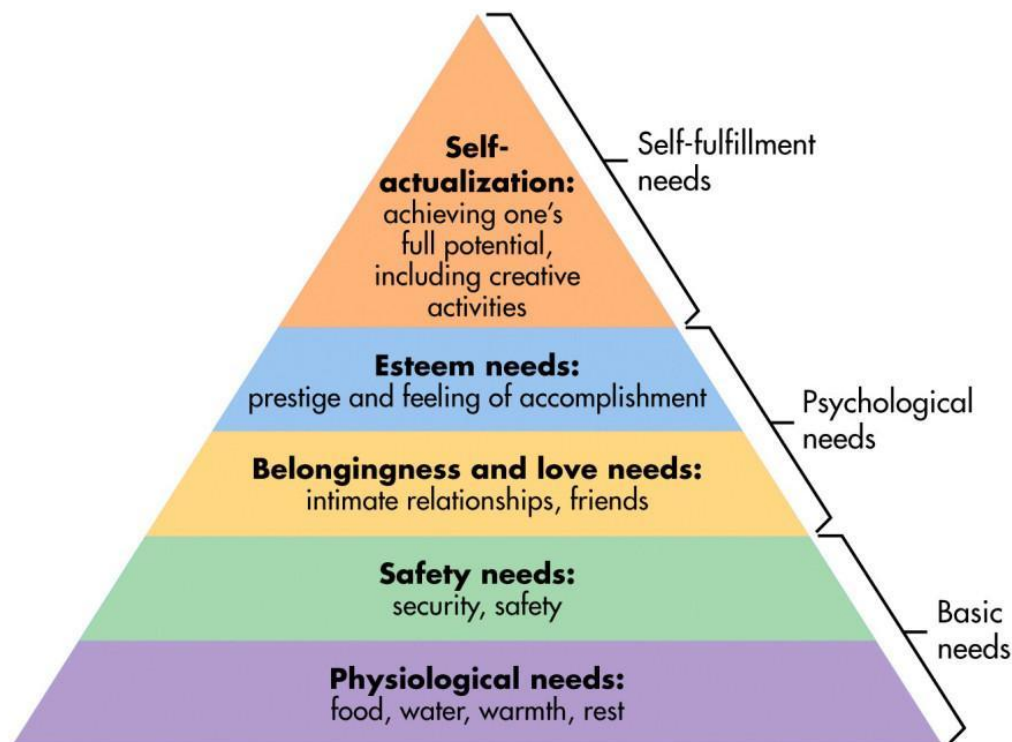 Self-
actualization:
achieving one's
full potential,
including creative
activities
Self-fulfillment
needs
Esteem needs:
prestige and feeling of accomplishment
Psychological
needs
Belongingness and love needs:
intimate relationships, friends
Safety needs:
security, safety
Basic
needs
Physiological needs:
food, water, warmth, rest